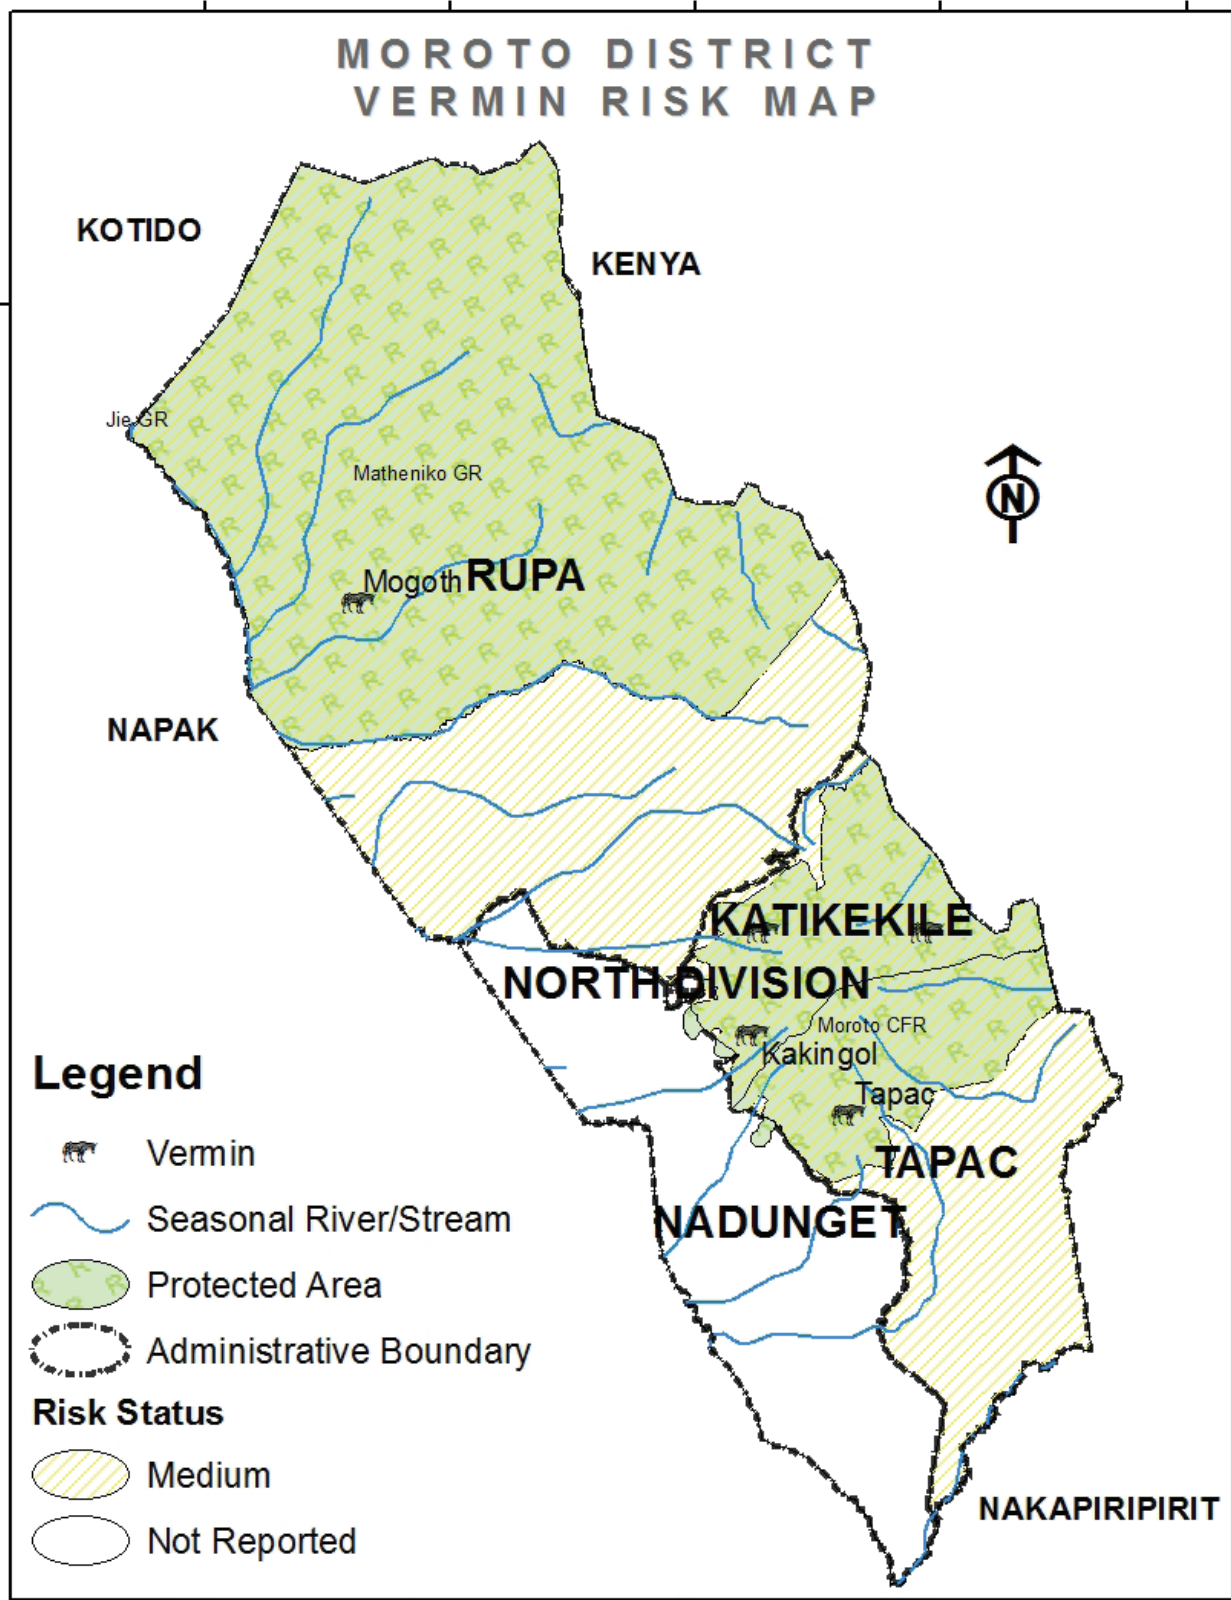 MOROTO DISTRICT
VERMIN RISK MAP
KOTIDO
KENYA
Jie GR
Matheniko GR
N
Mogoth
RUPA
NAPAK
KATIKEKILE
NORTH DIVISION
Moroto CFR
Kakingol
Tapac
TAPAC
NADUNGET
NAKAPIRIPIRIT
Legend
Vermin
Seasonal River/Stream
Protected Area
Administrative Boundary
Risk Status
Medium
Not Reported